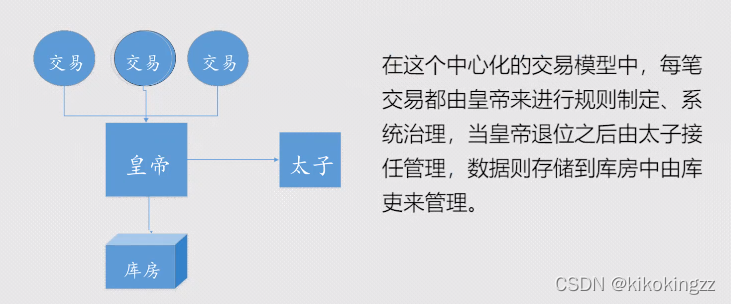 交易 交易 交易
在这个中心化的交易模型中，每笔
交易都由皇帝来进行规则制定、系
统治理，当皇帝退位之后由太子接
任管理，数据则存储到库房中由库
吏来管理。
皇帝 太子
库房
CSDN @kikokingzz